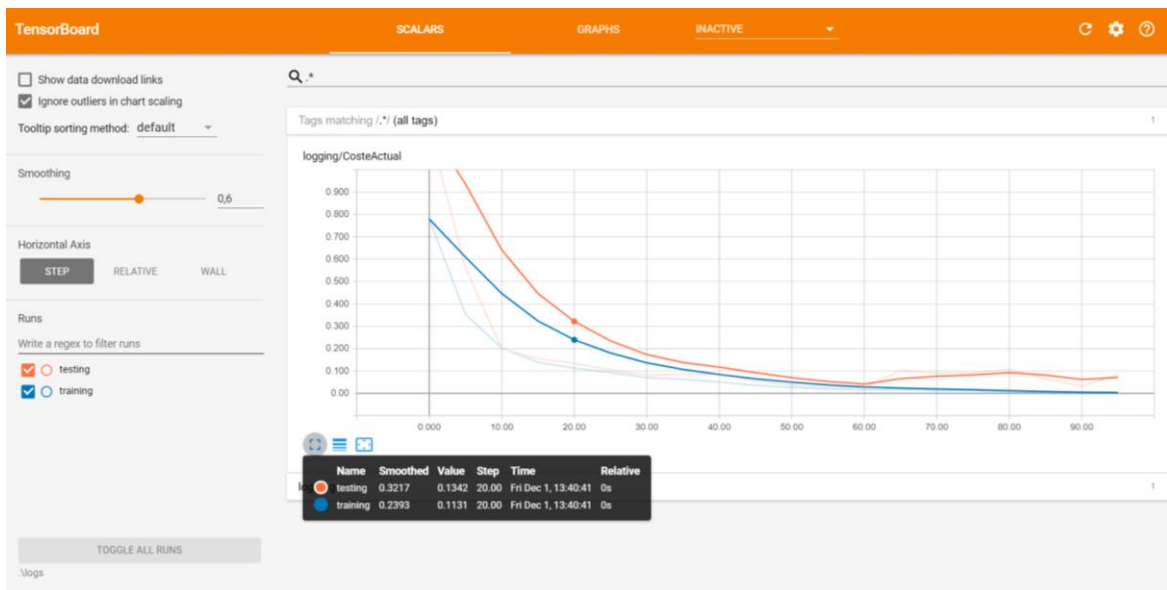 TensorBoard SCALARS GRAPHS INACTIVE
Show data download links
Ignore outliers in chart scaling
Tooltip sorting method: default
Smoothing
0,6
Horizontal Axis
STEP RELATIVE WALL
Runs
Write a regex to filter runs
testing
training
TOGGLE ALL RUNS
.\logs
.*
Tags matching /.*/ (all tags) 1
logging/CosteActual
0.900
0.800
0.700
0.600
0.500
0.400
0.300
0.200
0.100
0.00
0.000 10.00 20.00 30.00 40.00 50.00 60.00 70.00 80.00 90.00
Name Smoothed Value Step Time Relative
testing 0.3217 0.1342 20.00 Fri Dec 1, 13:40:41 0s
training 0.2393 0.1131 20.00 Fri Dec 1, 13:40:41 0s
1